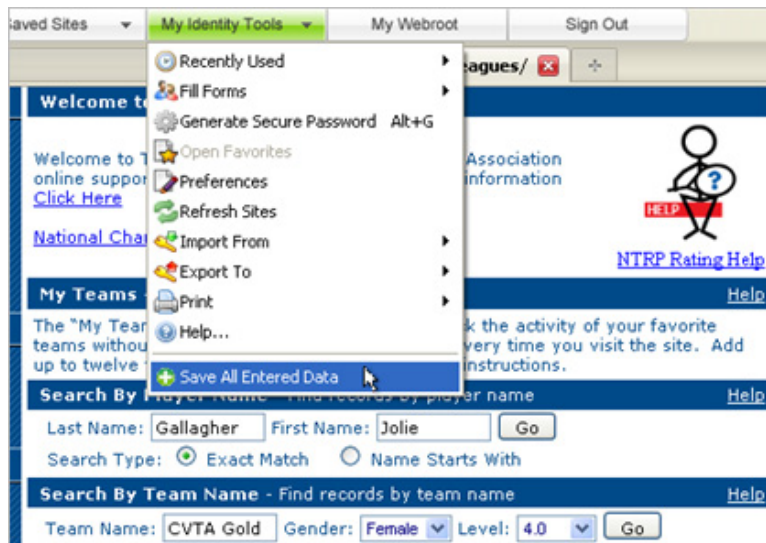 aved Sites My Identity Tools My Webroot Sign Out
eagues/
Recently Used
Fill Forms
Generate Secure Password Alt+G
Open Favorites
Preferences
Refresh Sites
Import From
Export To
Print
Help...
Save All Entered Data
Welcome to
Welcome to T Association
online suppor information
Click Here
National Cha
HELP ?
NTRP Rating Help
My Teams - Help
The "My Tear k the activity of your favorite
teams withou very time you visit the site. Add
up to twelve instructions.
Search By Player Name - Find records by player name Help
Last Name: Gallagher First Name: Jolie Go
Search Type: Exact Match Name Starts With
Search By Team Name - Find records by team name Help
Team Name: CVTA Gold Gender: Female Level: 4.0 Go